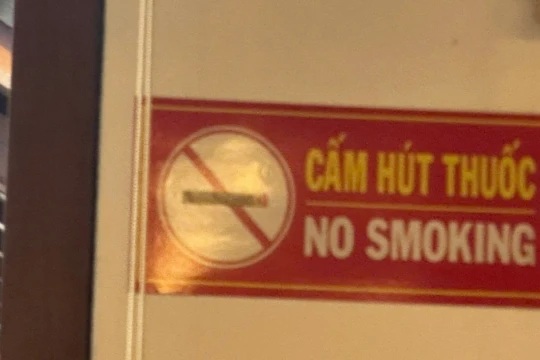 CẤM HÚT THUỐC
NO SMOKING